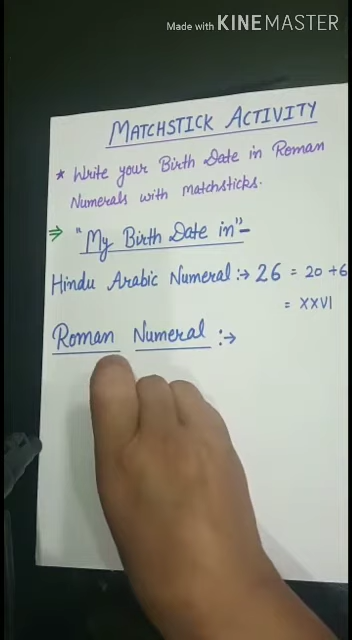 Made with KINEMASTER
MATCHSTICK ACTIVITY
* Write your Birth Date in Roman
Numerals with matchsticks.
⇒ "My Birth Date in"-
Hindu Arabic Numeral :→ 26 = 20 + 6
= XXVI
Roman Numeral :→